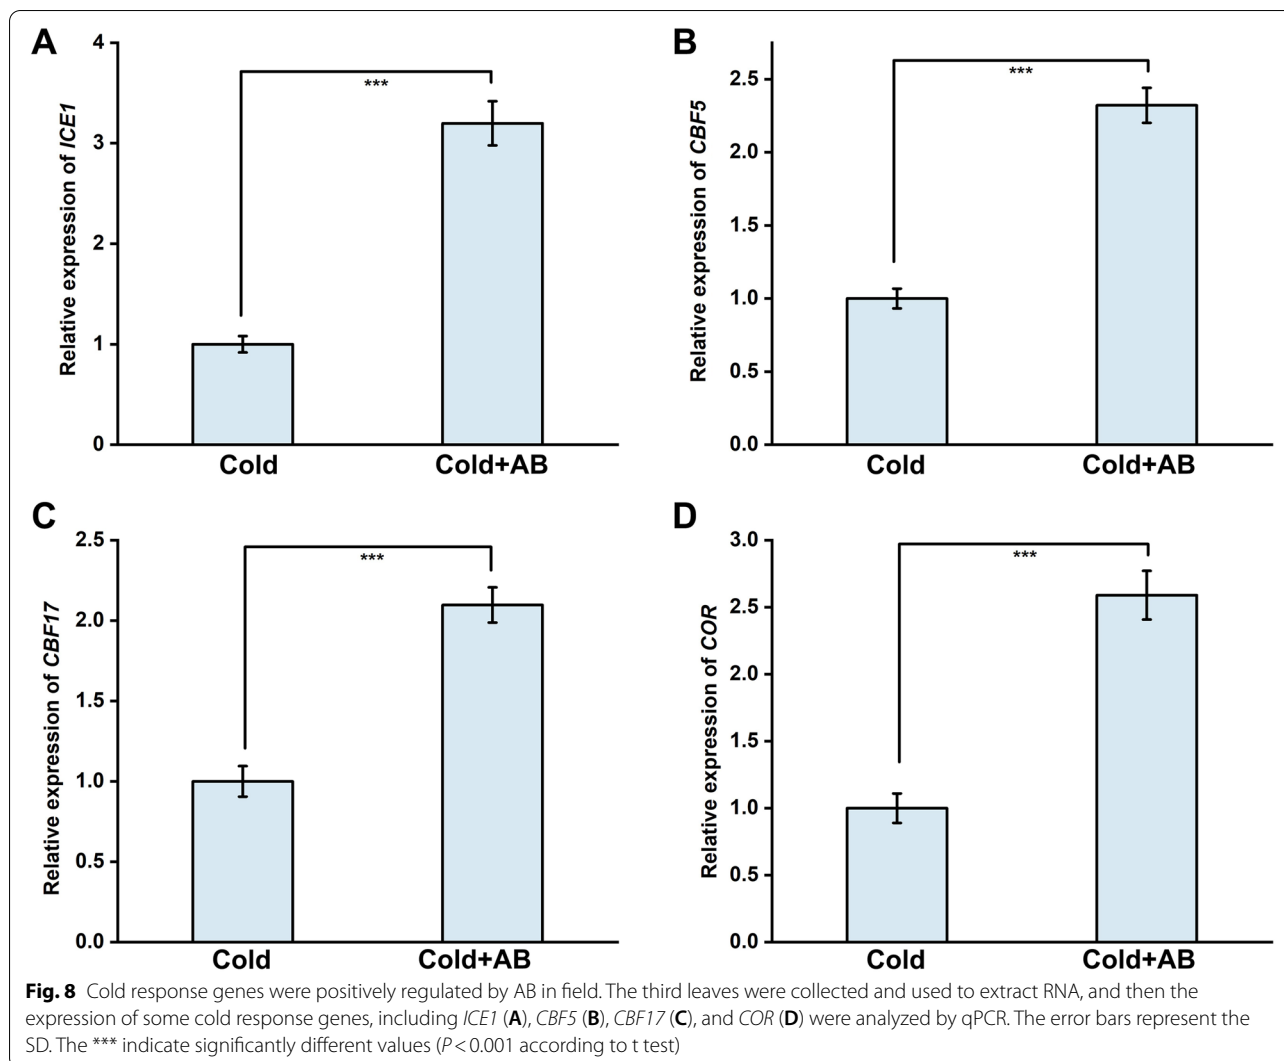 A
Relative expression of ICE1
4
3
2
1
0
***
Cold
Cold+AB
B
Relative expression of CBF5
2.5
2.0
1.5
1.0
0.5
0.0
***
Cold
Cold+AB
C
Relative expression of CBF17
2.5
2.0
1.5
1.0
0.5
0.0
***
Cold
Cold+AB
D
Relative expression of COR
3.0
2.5
2.0
1.5
1.0
0.5
0.0
***
Cold
Cold+AB
Fig. 8 Cold response genes were positively regulated by AB in field. The third leaves were collected and used to extract RNA, and then the
expression of some cold response genes, including ICE1 (A), CBF5 (B), CBF17 (C), and COR (D) were analyzed by qPCR. The error bars represent the
SD. The *** indicate significantly different values (P < 0.001 according to t test)